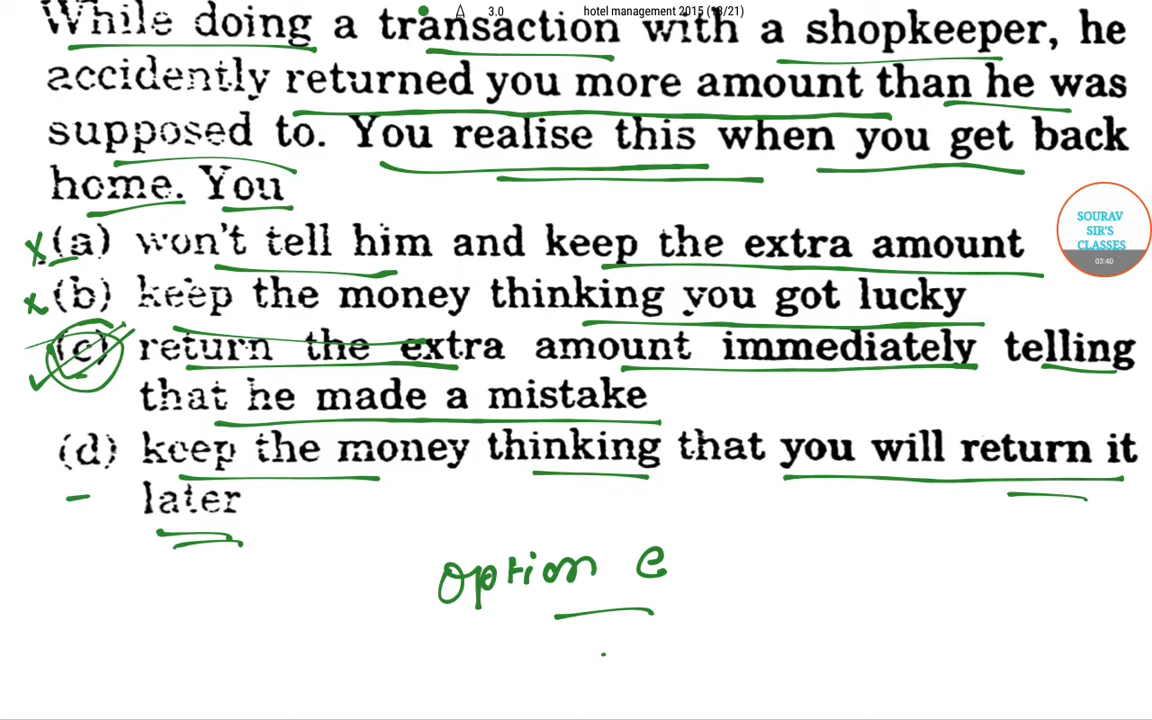 3.0 hotel management 2015 (18/21)
While doing a transaction with a shopkeeper, he
accidently returned you more amount than he was
supposed to. You realise this when you get back
home. You
(a) won't tell him and keep the extra amount
(b) keep the money thinking you got lucky
(c) return the extra amount immediately telling
that he made a mistake
(d) keep the money thinking that you will return it
later
SOURAV
SIR'S
CLASSES
03:40
option c